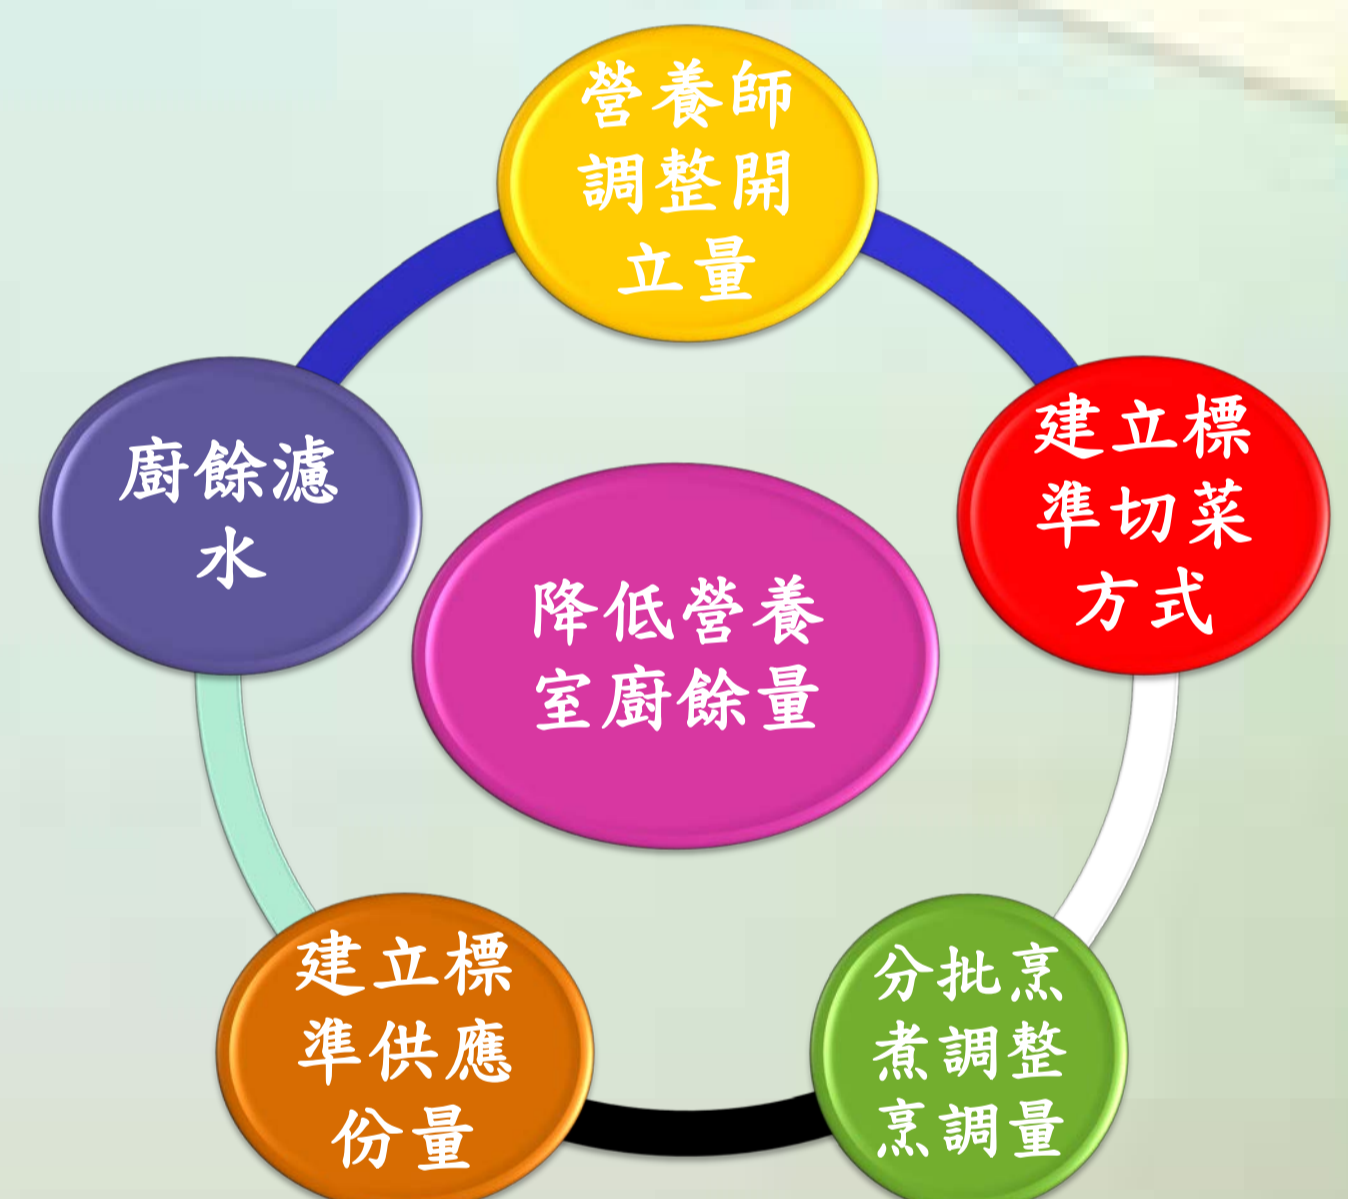 營養師
調整開
立量
建立標
準切菜
方式
分批烹
煮調整
烹調量
建立標
準供應
份量
廚餘濾
水
降低營養
室廚餘量